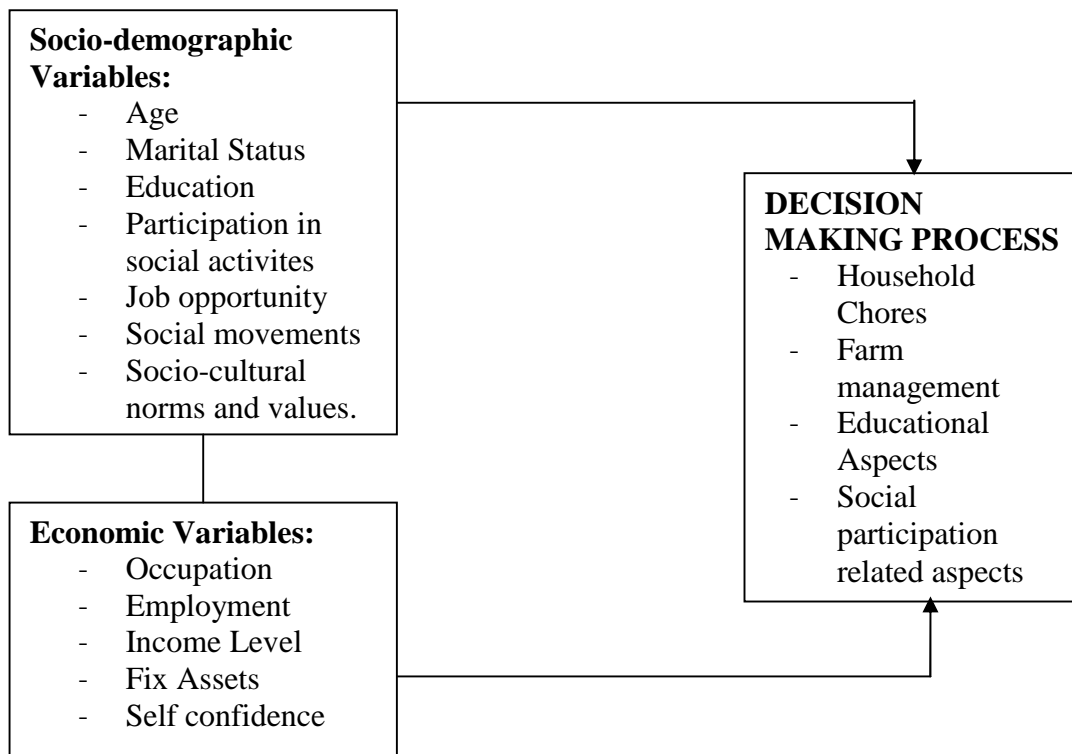 Socio-demographic
Variables:
- Age
- Marital Status
- Education
- Participation in
social activites
- Job opportunity
- Social movements
- Socio-cultural
norms and values.
Economic Variables:
- Occupation
- Employment
- Income Level
- Fix Assets
- Self confidence
DECISION
MAKING PROCESS
- Household
Chores
- Farm
management
- Educational
Aspects
- Social
participation
related aspects